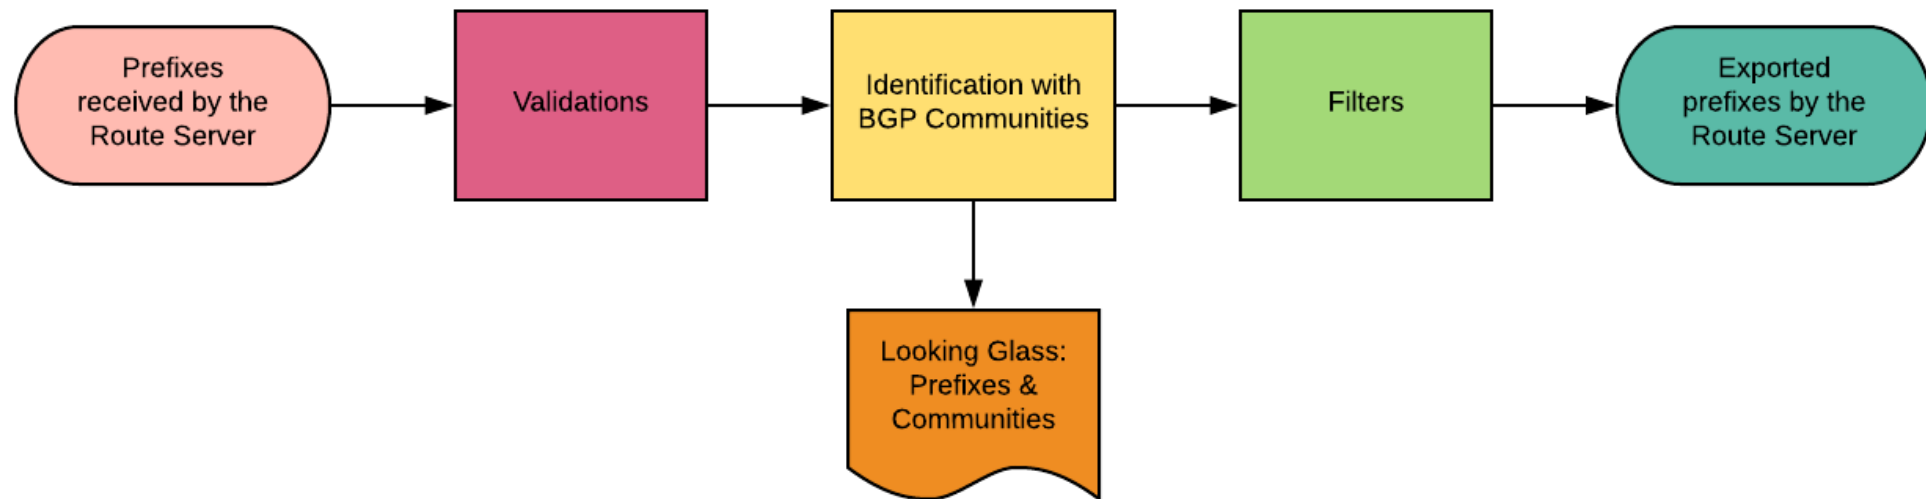 Prefixes
received by the
Route Server
Validations
Identification with
BGP Communities
Filters
Exported
prefixes by the
Route Server
Looking Glass:
Prefixes &
Communities